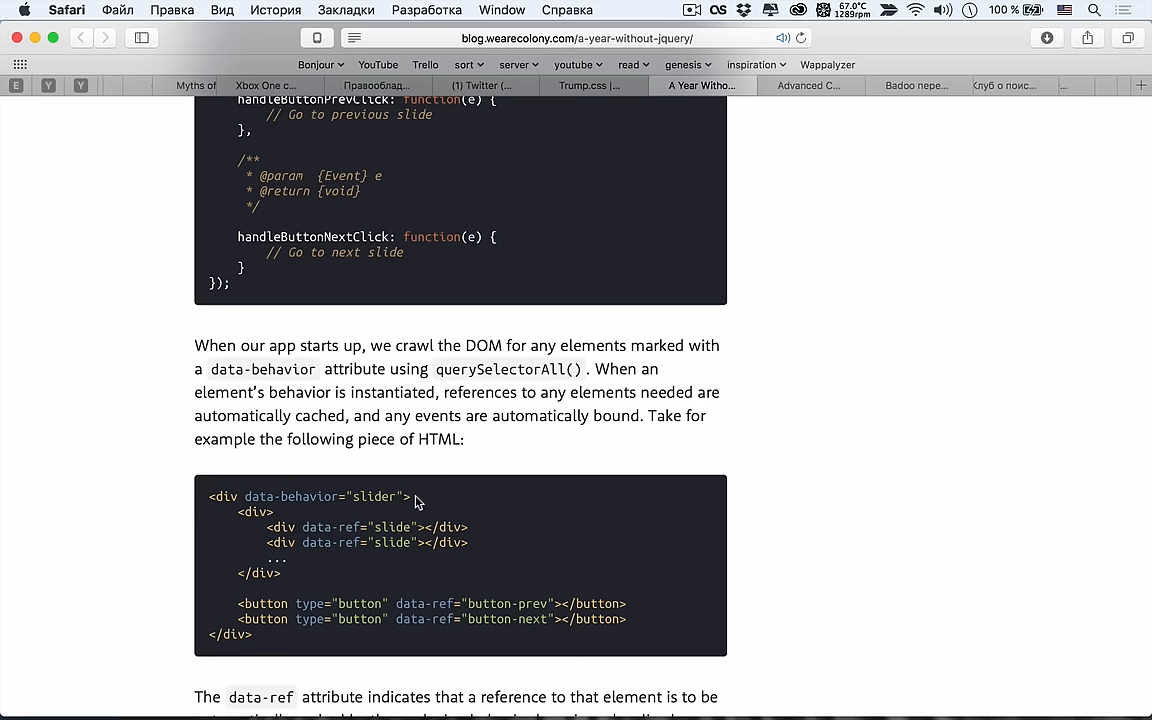 Safari Файл Правка Вид История Закладки Разработка Window Справка OS 67.0°C 1289rpm 100 %
blog.wearecolony.com/a-year-without-jquery/
Bonjour YouTube Trello sort server youtube read genesis inspiration Wappalyzer
E Y Y Myths of Xbox One c... Правооблад... (1) Twitter (... Trump.css |... A Year Witho... Advanced C... Badoo пере... Клуб о поис... ...
handleButtonPrevClick: function(e) {
// Go to previous slide
},
/**
* @param {Event} e
* @return {void}
*/
handleButtonNextClick: function(e) {
// Go to next slide
}
});
When our app starts up, we crawl the DOM for any elements marked with
a data-behavior attribute using querySelectorAll(). When an
element’s behavior is instantiated, references to any elements needed are
automatically cached, and any events are automatically bound. Take for
example the following piece of HTML:
<div data-behavior="slider">
<div>
<div data-ref="slide"></div>
<div data-ref="slide"></div>
...
</div>
<button type="button" data-ref="button-prev"></button>
<button type="button" data-ref="button-next"></button>
</div>
The data-ref attribute indicates that a reference to that element is to be